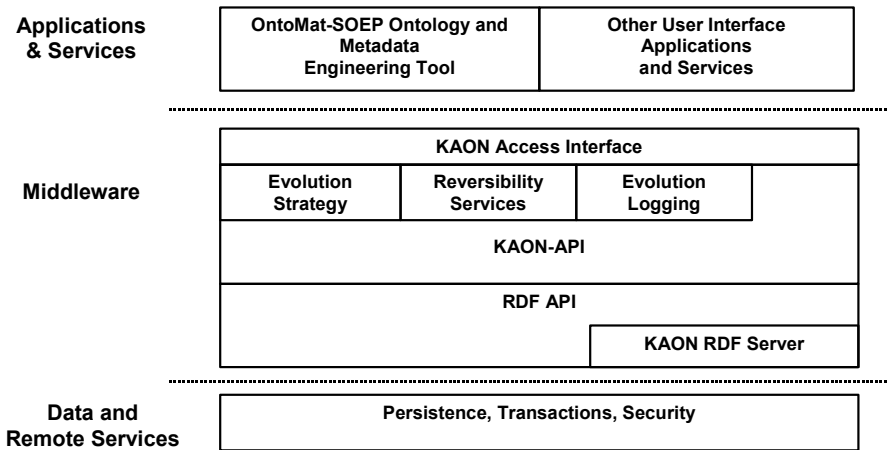 Applications
& Services
OntoMat-SOEP Ontology and
Metadata
Engineering Tool
Other User Interface
Applications
and Services
Middleware
KAON Access Interface
Evolution
Strategy
Reversibility
Services
Evolution
Logging
KAON-API
RDF API
KAON RDF Server
Data and
Remote Services
Persistence, Transactions, Security